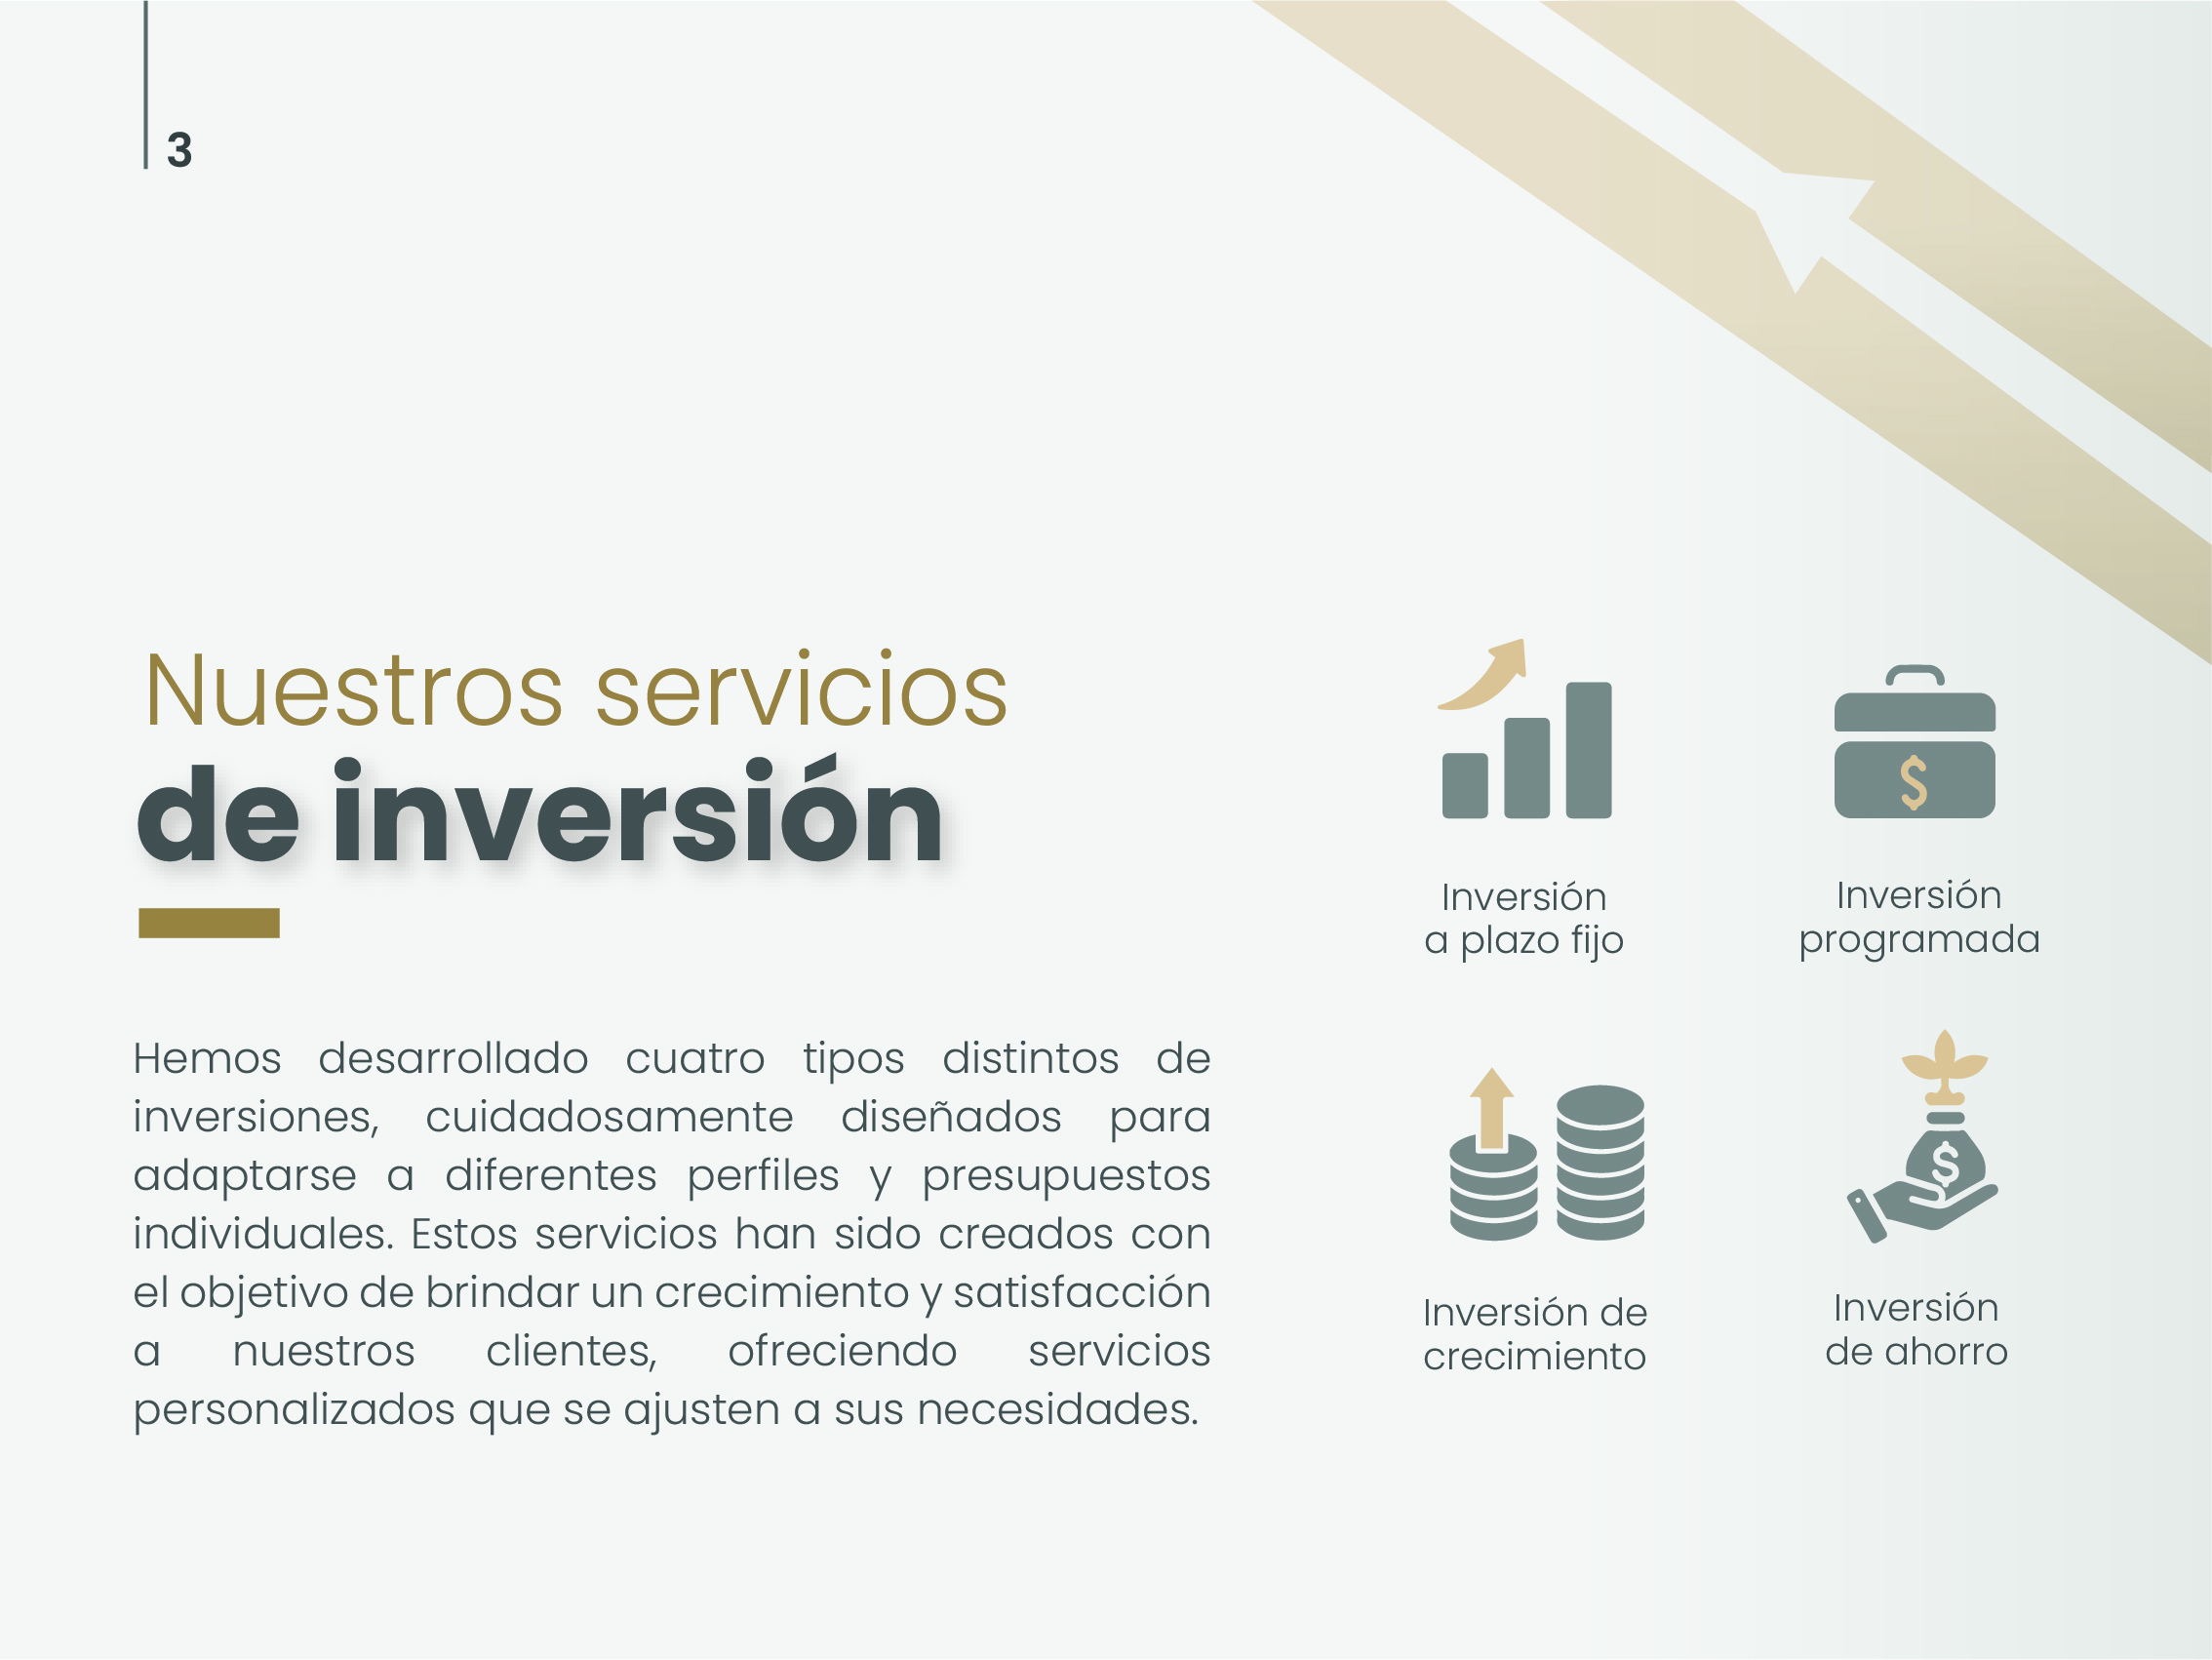 3
Nuestros servicios
de inversión
Hemos desarrollado cuatro tipos distintos de
inversiones, cuidadosamente diseñados para
adaptarse a diferentes perfiles y presupuestos
individuales. Estos servicios han sido creados con
el objetivo de brindar un crecimiento y satisfacción
a nuestros clientes, ofreciendo servicios
personalizados que se ajusten a sus necesidades.
Inversión
a plazo fijo
$
Inversión
programada
Inversión de
crecimiento
$
Inversión
de ahorro